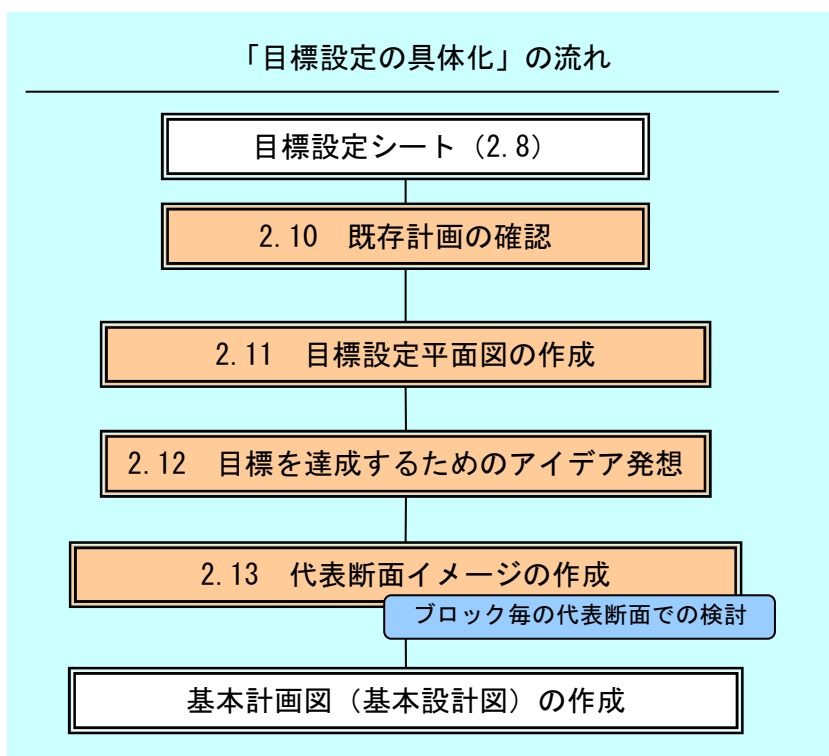 「目標設定の具体化」の流れ
目標設定シート（2.8）
2.10　既存計画の確認
2.11　目標設定平面図の作成
2.12　目標を達成するためのアイデア発想
2.13　代表断面イメージの作成
ブロック毎の代表断面での検討
基本計画図（基本設計図）の作成